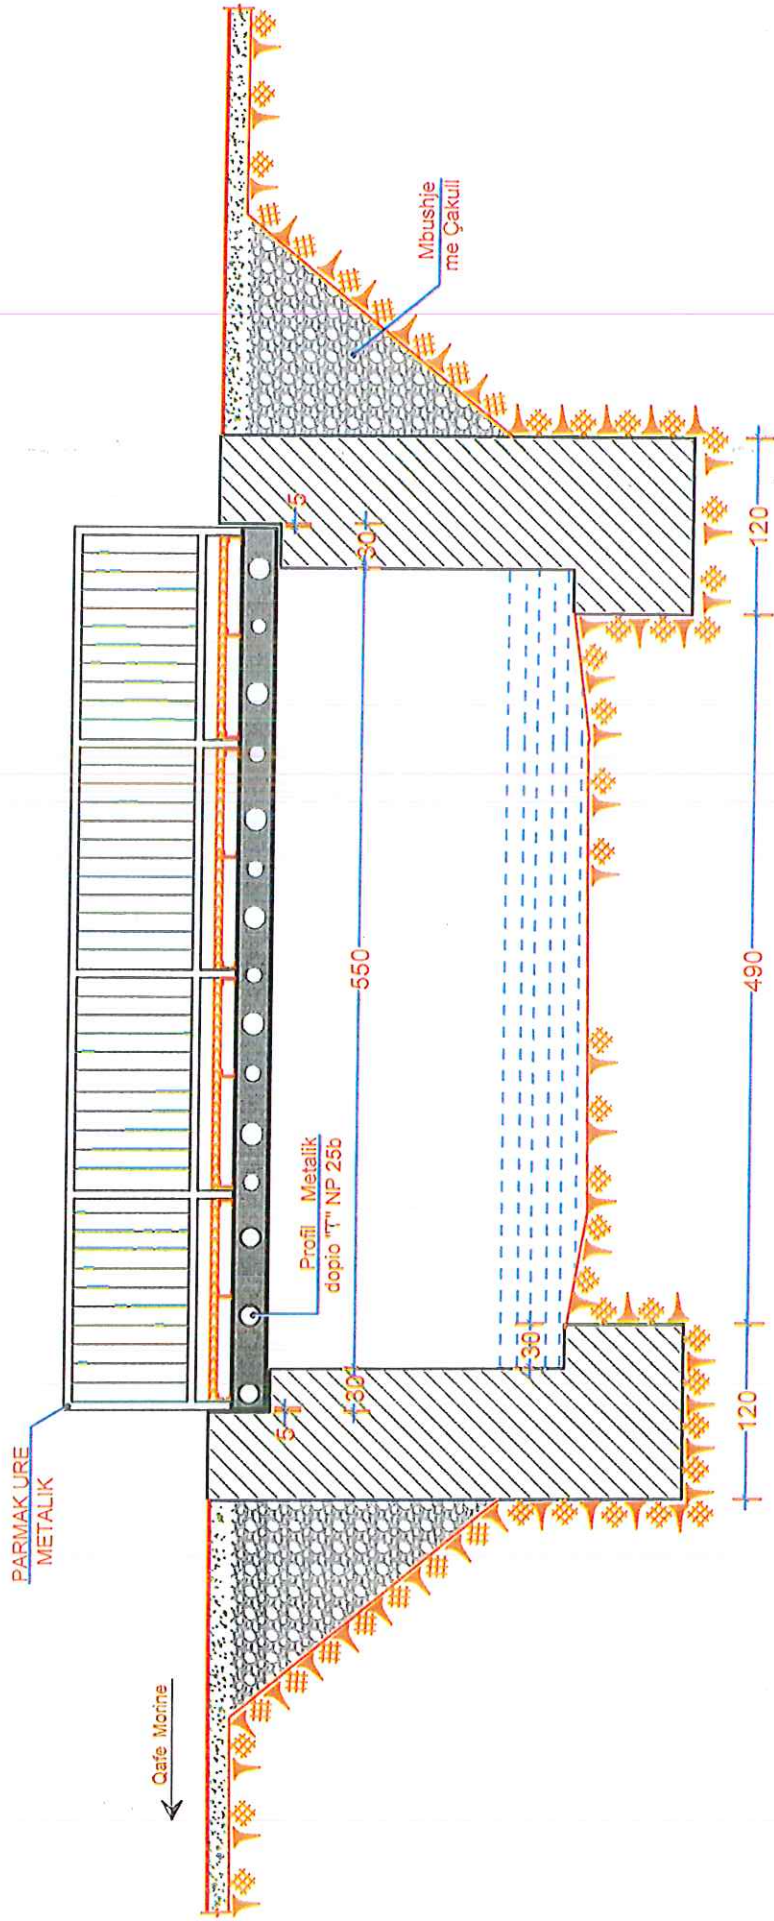 PARMAK URE
METALIK
Qafe Morine
Profil Metalik
dopio "T" NP 25b
Mbushje
me Çakull
5
5
30
550
30
30
120
490
120